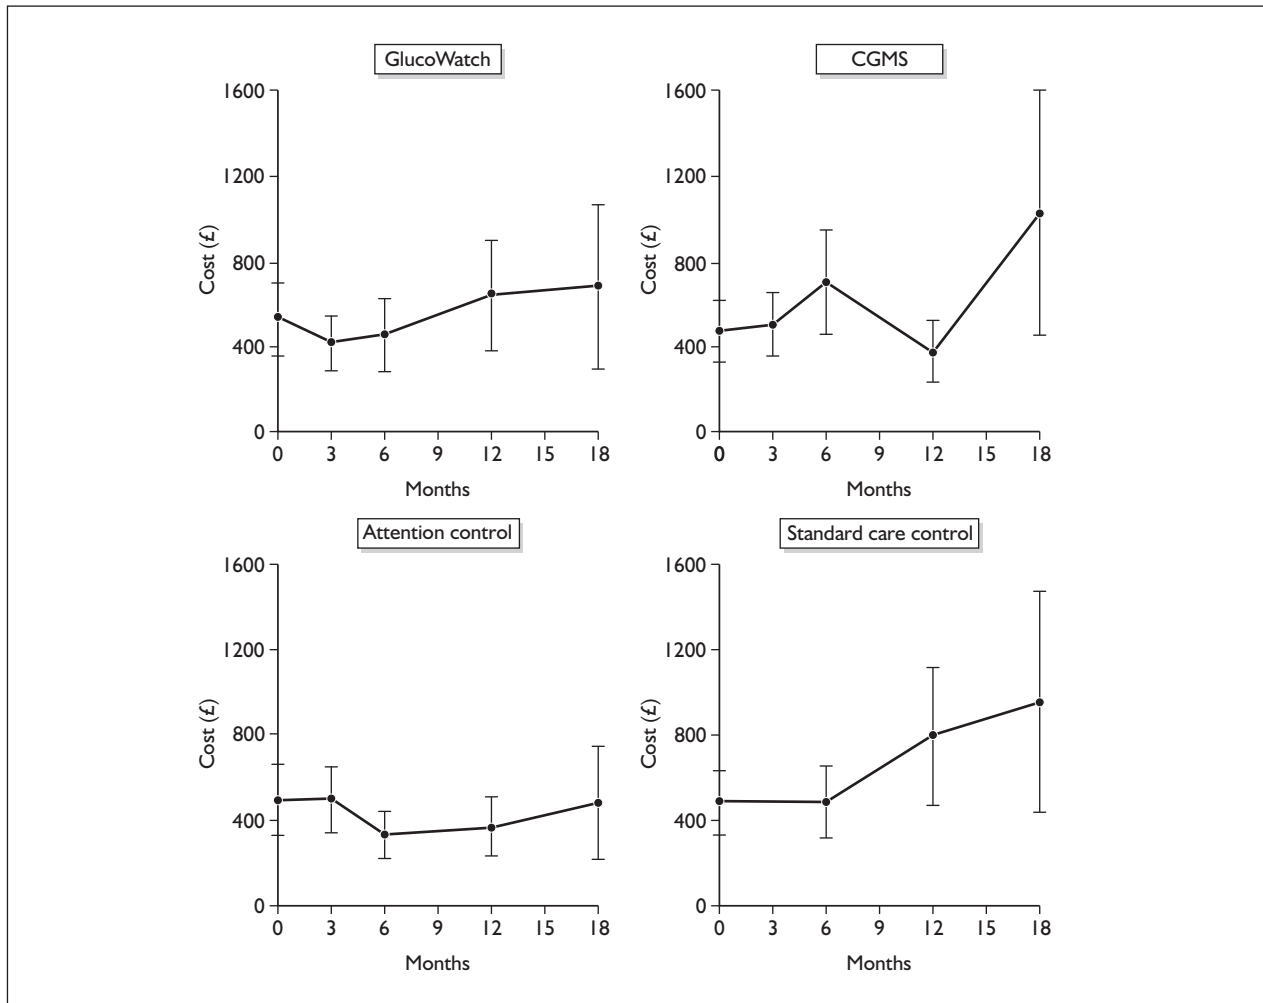 GlucoWatch
1600
1200
800
400
0
Cost (£)
0 3 6 9 12 15 18
Months
CGMS
1600
1200
800
400
0
Cost (£)
0 3 6 9 12 15 18
Months
Attention control
1600
1200
800
400
0
Cost (£)
0 3 6 9 12 15 18
Months
Standard care control
1600
1200
800
400
0
Cost (£)
0 3 6 9 12 15 18
Months